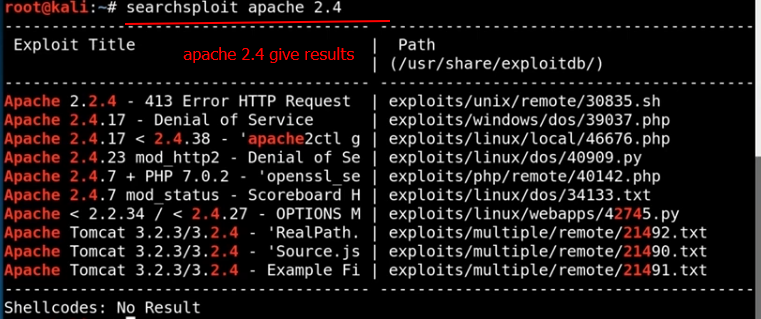 root@kali:~# searchsploit apache 2.4
---------------------------------------- ----------------------------------------
Exploit Title | Path
apache 2.4 give results
| (/usr/share/exploitdb/)
---------------------------------------- ----------------------------------------
Apache 2.2.4 - 413 Error HTTP Request | exploits/unix/remote/30835.sh
Apache 2.4.17 - Denial of Service | exploits/windows/dos/39037.php
Apache 2.4.17 < 2.4.38 - 'apache2ctl g | exploits/linux/local/46676.php
Apache 2.4.23 mod_http2 - Denial of Se | exploits/linux/dos/40909.py
Apache 2.4.7 + PHP 7.0.2 - 'openssl_se | exploits/php/remote/40142.php
Apache 2.4.7 mod_status - Scoreboard H | exploits/linux/dos/34133.txt
Apache < 2.2.34 / < 2.4.27 - OPTIONS M | exploits/linux/webapps/42745.py
Apache Tomcat 3.2.3/3.2.4 - 'RealPath. | exploits/multiple/remote/21492.txt
Apache Tomcat 3.2.3/3.2.4 - 'Source.js | exploits/multiple/remote/21490.txt
Apache Tomcat 3.2.3/3.2.4 - Example Fi | exploits/multiple/remote/21491.txt
---------------------------------------- ----------------------------------------
Shellcodes: No Result